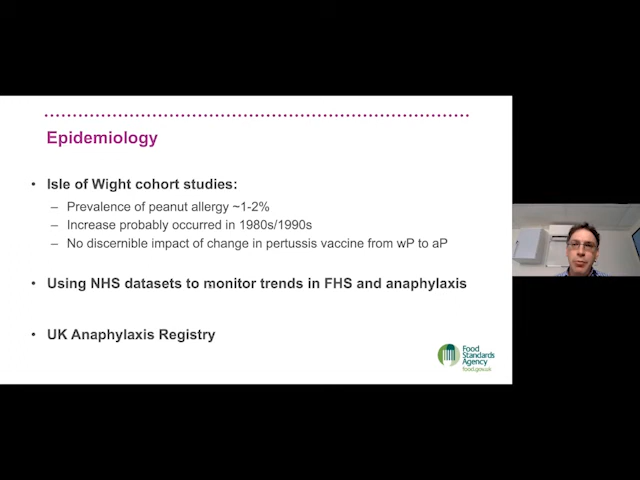 Epidemiology
• Isle of Wight cohort studies:
– Prevalence of peanut allergy ~1-2%
– Increase probably occurred in 1980s/1990s
– No discernible impact of change in pertussis vaccine from wP to aP
• Using NHS datasets to monitor trends in FHS and anaphylaxis
• UK Anaphylaxis Registry
Food
Standards
Agency
food.gov.uk